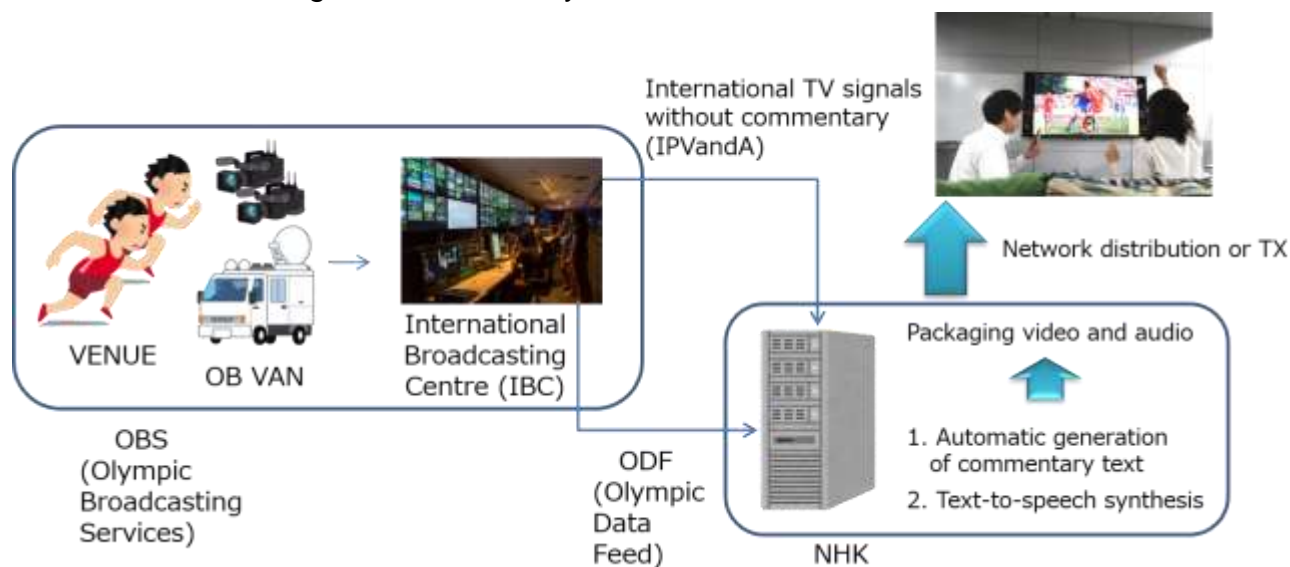 International TV signals
without commentary
(IPVandA)
Network distribution or TX
VENUE
OB VAN
International
Broadcasting
Centre (IBC)
OBS
(Olympic
Broadcasting
Services)
ODF
(Olympic
Data
Feed)
Packaging video and audio
1. Automatic generation
of commentary text
2. Text-to-speech synthesis
NHK